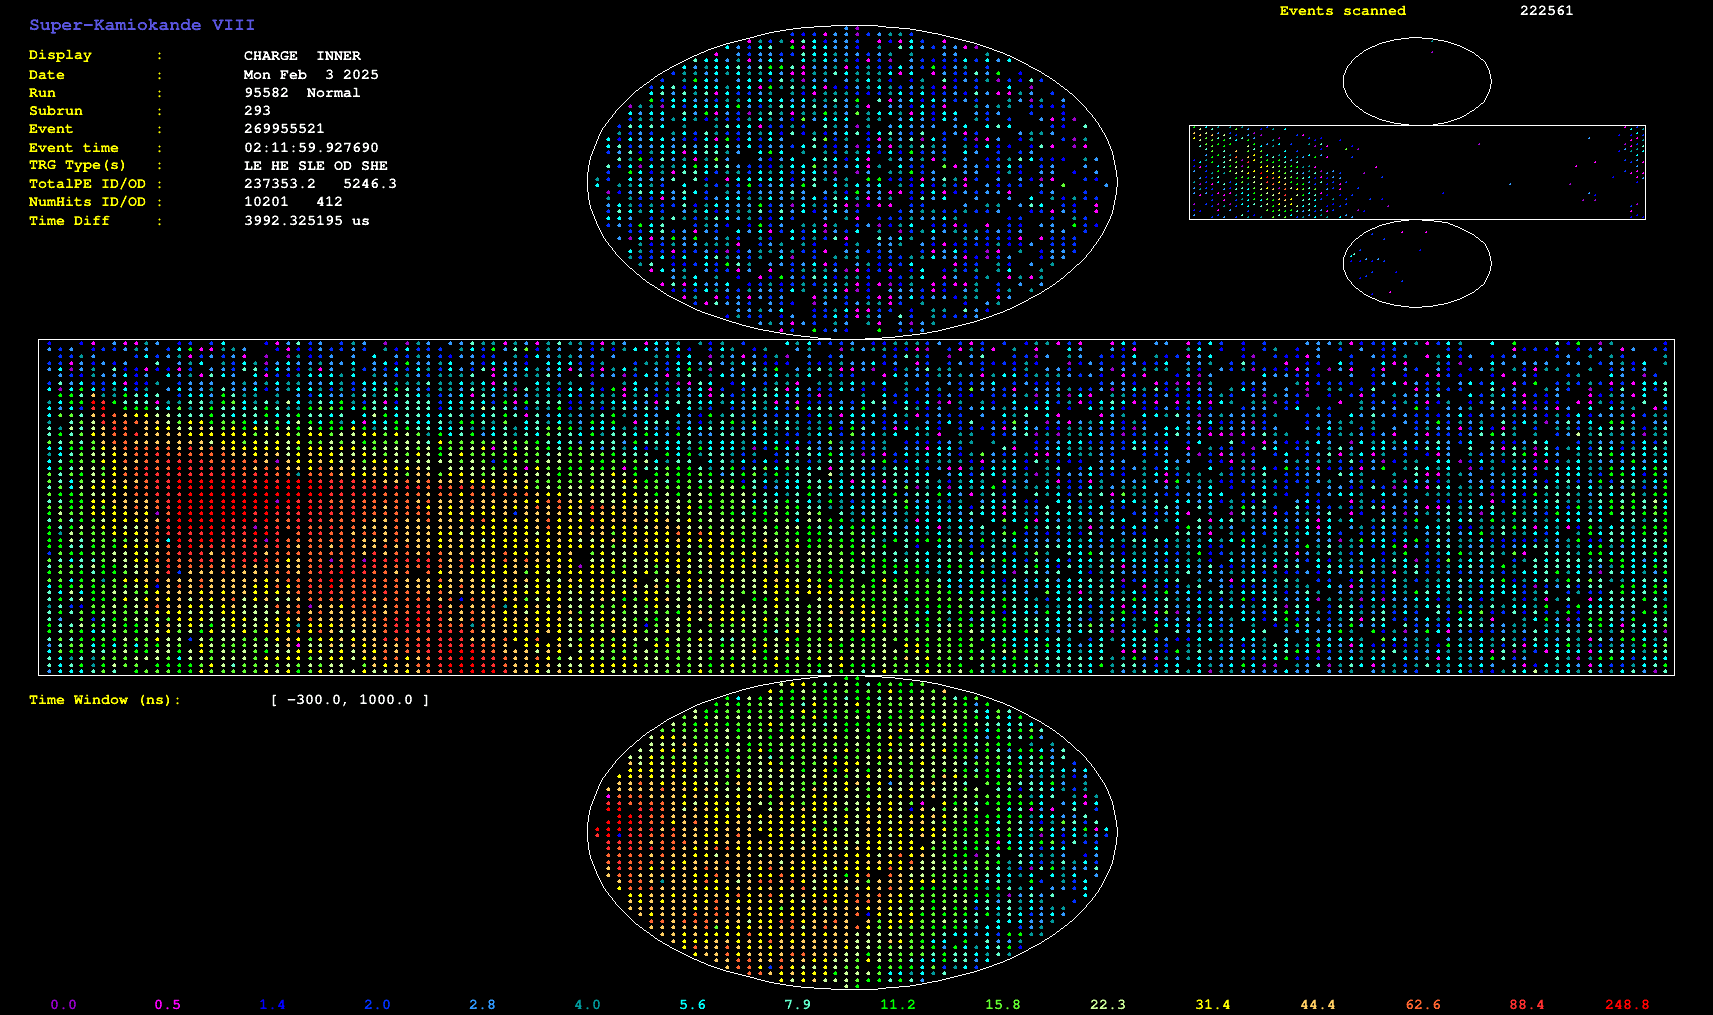 Super-Kamiokande VIII
Events scanned 222561
Display : CHARGE INNER
Date : Mon Feb 3 2025
Run : 95582 Normal
Subrun : 293
Event : 269955521
Event time : 02:11:59.927690
TRG Type(s) : LE HE SLE OD SHE
TotalPE ID/OD : 237353.2 5246.3
NumHits ID/OD : 10201 412
Time Diff : 3992.325195 us
Time Window (ns): [ -300.0, 1000.0 ]
0.0 0.5 1.4 2.0 2.8 4.0 5.6 7.9 11.2 15.8 22.3 31.4 44.4 62.6 88.4 248.8